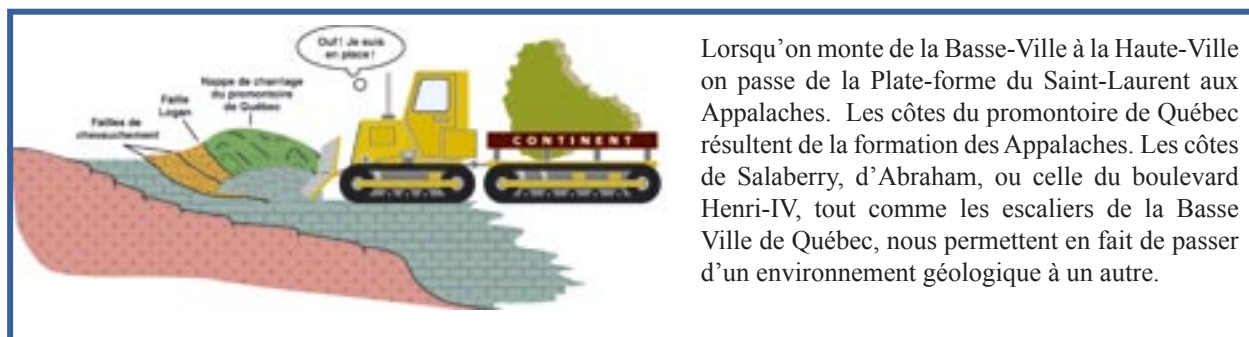 Ouf! Je suis
en place!
Nappe de charriage
du promontoire
de Québec
Faille
Logan
Failles de
chevauchement
CONTINENT
Lorsqu'on monte de la Basse-Ville à la Haute-Ville
on passe de la Plate-forme du Saint-Laurent aux
Appalaches. Les côtes du promontoire de Québec
résultent de la formation des Appalaches. Les côtes
de Salaberry, d'Abraham, ou celle du boulevard
Henri-IV, tout comme les escaliers de la Basse
Ville de Québec, nous permettent en fait de passer
d'un environnement géologique à un autre.